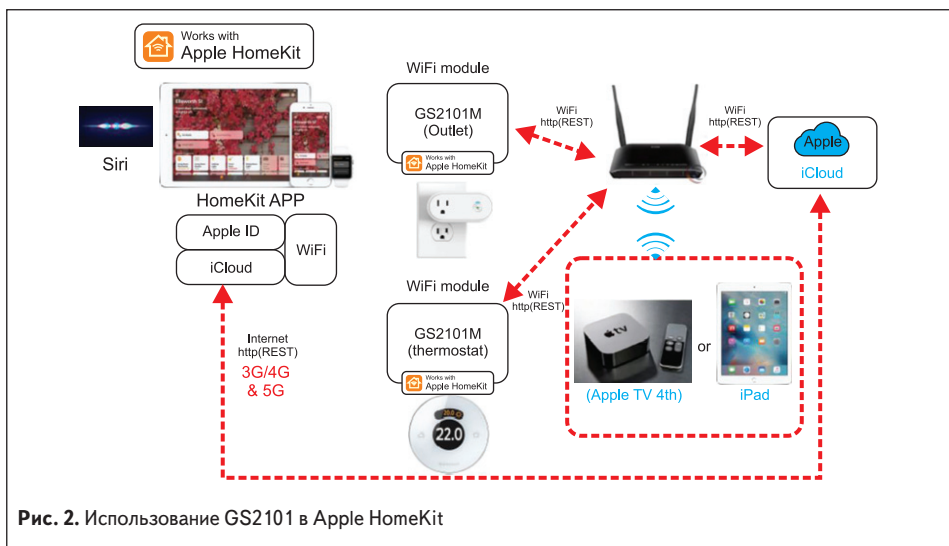 Works with
Apple HomeKit
Siri
HomeKit APP
Apple ID
iCloud
WiFi
Internet
http(REST)
3G/4G
& 5G
WiFi module
GS2101M
(Outlet)
Works with
Apple HomeKit
WiFi
http(REST)
WiFi
http(REST)
Apple
iCloud
WiFi module
GS2101M
(thermostat)
Works with
Apple HomeKit
WiFi
http(REST)
20.0
22.0
tv
or
(Apple TV 4th)
iPad
Рис. 2. Использование GS2101 в Apple HomeKit